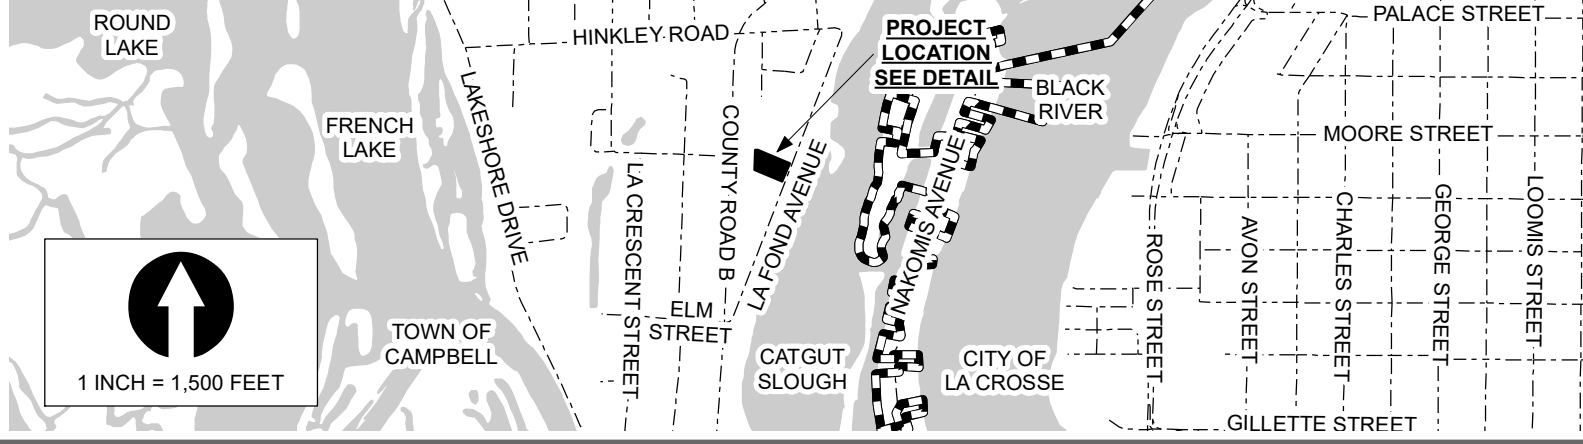 ROUND
LAKE
HINKLEY ROAD
PROJECT
LOCATION
SEE DETAIL
PALACE STREET
BLACK
RIVER
FRENCH
LAKE
LAKESHORE DRIVE
COUNTY ROAD B
LA CRESCENT STREET
LA FOND AVENUE
NAKOMIS AVENUE
MOORE STREET
ROSE STREET
AVON STREET
CHARLES STREET
GEORGE STREET
LOOMIS STREET
ELM
STREET
TOWN OF
CAMPBELL
CATGUT
SLOUGH
CITY OF
LA CROSSE
1 INCH = 1,500 FEET
GILLETTE STREET